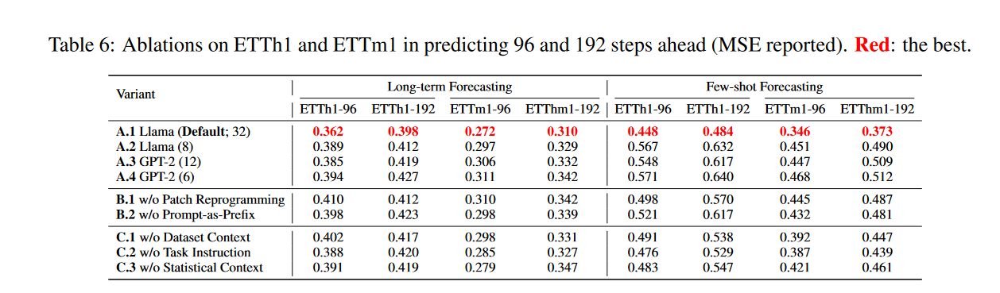 Table 6: Ablations on ETTh1 and ETTm1 in predicting 96 and 192 steps ahead (MSE reported). Red: the best.
Variant Long-term Forecasting Few-shot Forecasting
ETTh1-96 ETTh1-192 ETTm1-96 ETThm1-192 ETTh1-96 ETTh1-192 ETTm1-96 ETThm1-192
A.1 Llama (Default; 32) 0.362 0.398 0.272 0.310 0.448 0.484 0.346 0.373
A.2 Llama (8) 0.389 0.412 0.297 0.329 0.567 0.632 0.451 0.490
A.3 GPT-2 (12) 0.385 0.419 0.306 0.332 0.548 0.617 0.447 0.509
A.4 GPT-2 (6) 0.394 0.427 0.311 0.342 0.571 0.640 0.468 0.512
B.1 w/o Patch Reprogramming 0.410 0.412 0.310 0.342 0.498 0.570 0.445 0.487
B.2 w/o Prompt-as-Prefix 0.398 0.423 0.298 0.339 0.521 0.617 0.432 0.481
C.1 w/o Dataset Context 0.402 0.417 0.298 0.331 0.491 0.538 0.392 0.447
C.2 w/o Task Instruction 0.388 0.420 0.285 0.327 0.476 0.529 0.387 0.439
C.3 w/o Statistical Context 0.391 0.419 0.279 0.347 0.483 0.547 0.421 0.461